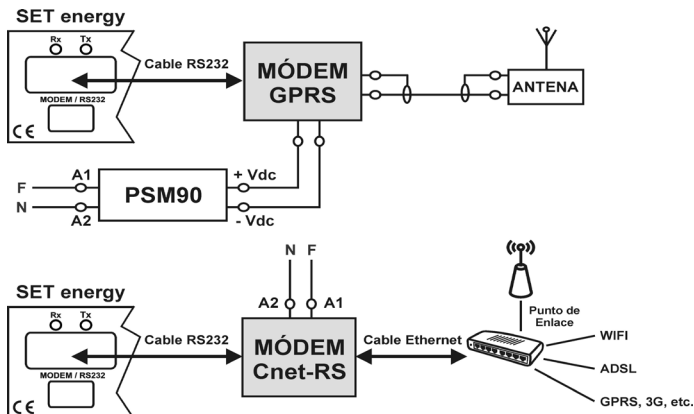 SET energy
Rx Tx
Cable RS232
MODEM / RS232
CE
MÓDEM
GPRS
ANTENA
F
N
A1
A2
PSM90
+ Vdc
- Vdc
SET energy
Rx Tx
Cable RS232
MODEM / RS232
CE
N F
A2 A1
MÓDEM
Cnet-RS
Cable Ethernet
Punto de
Enlace
WIFI
ADSL
GPRS, 3G, etc.